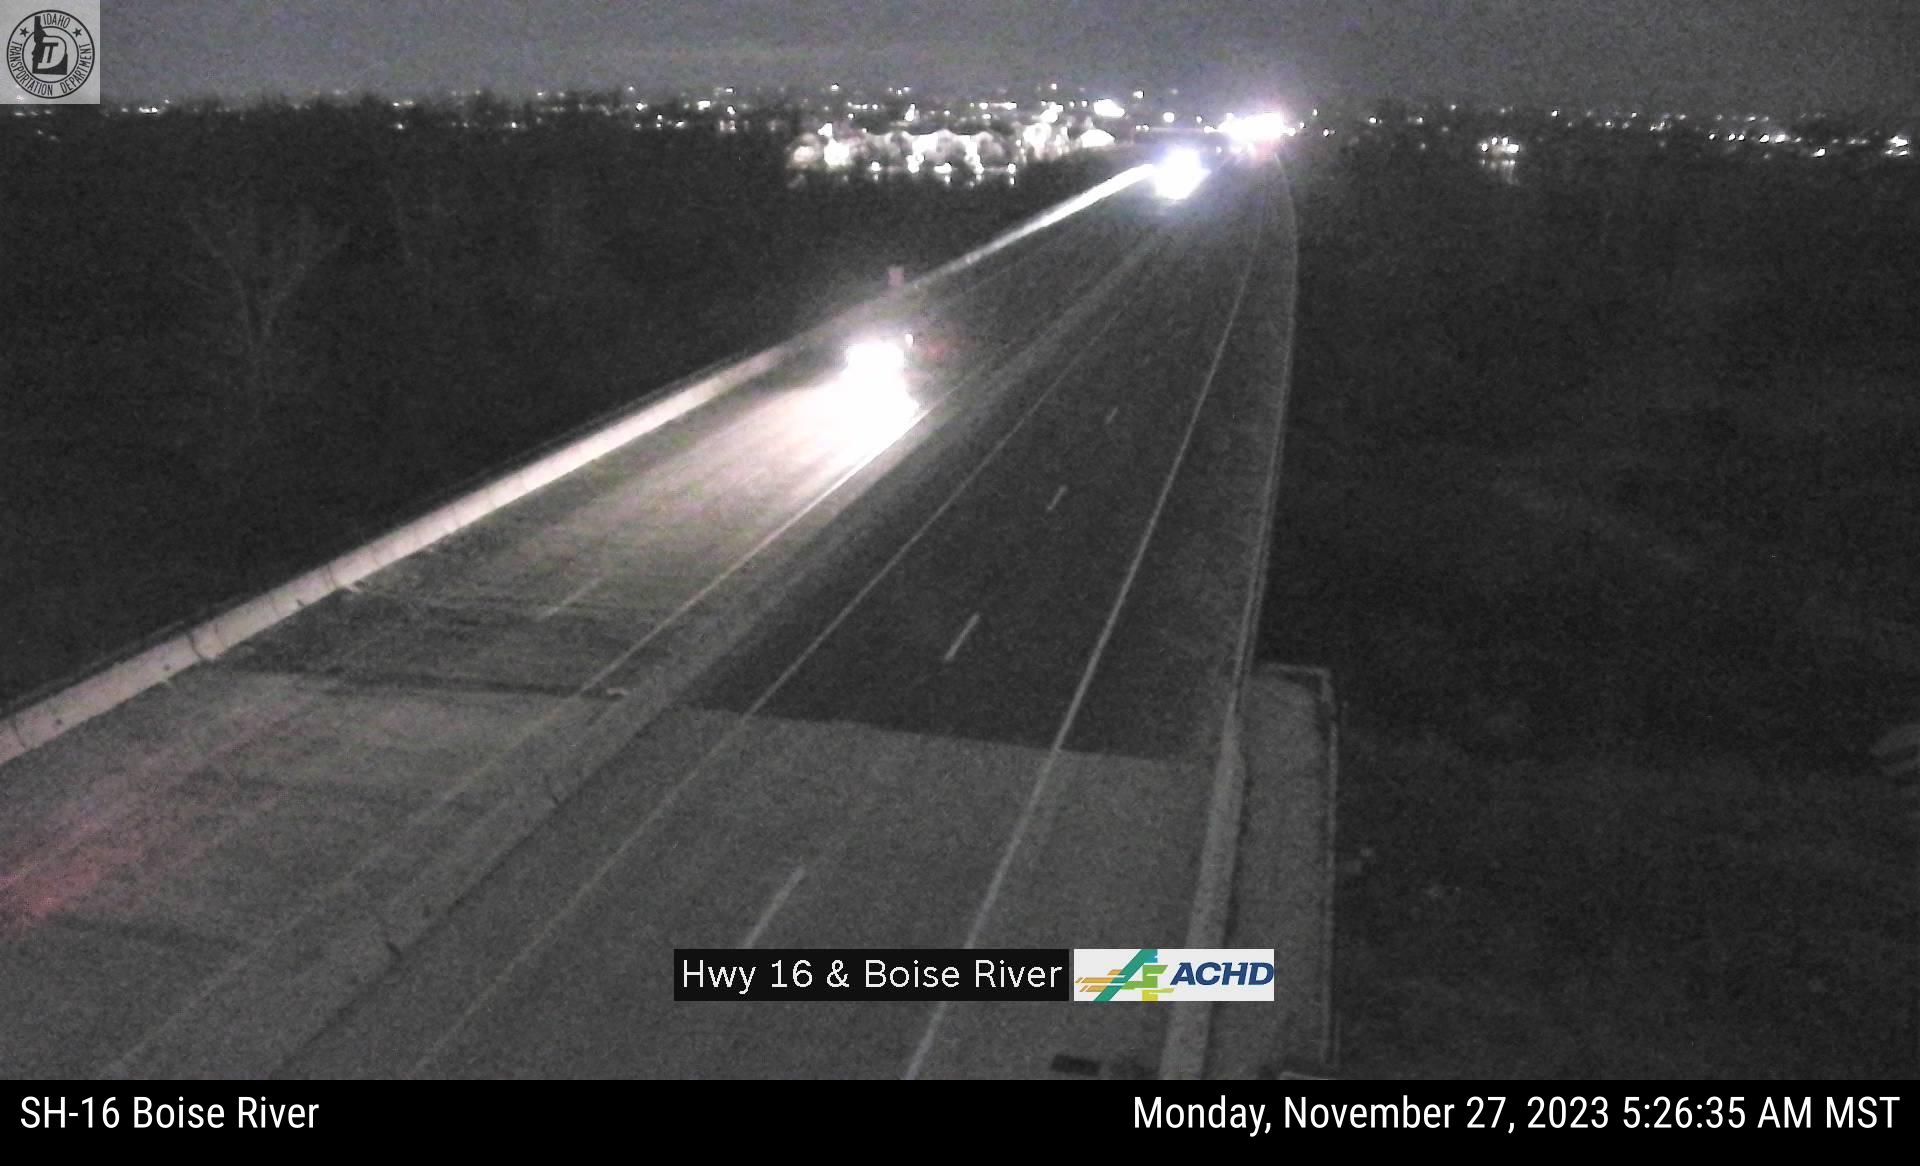 IDAHO
TRANSPORTATION DEPARTMENT
Hwy 16 & Boise River
ACHD
SH-16 Boise River
Monday, November 27, 2023 5:26:35 AM MST